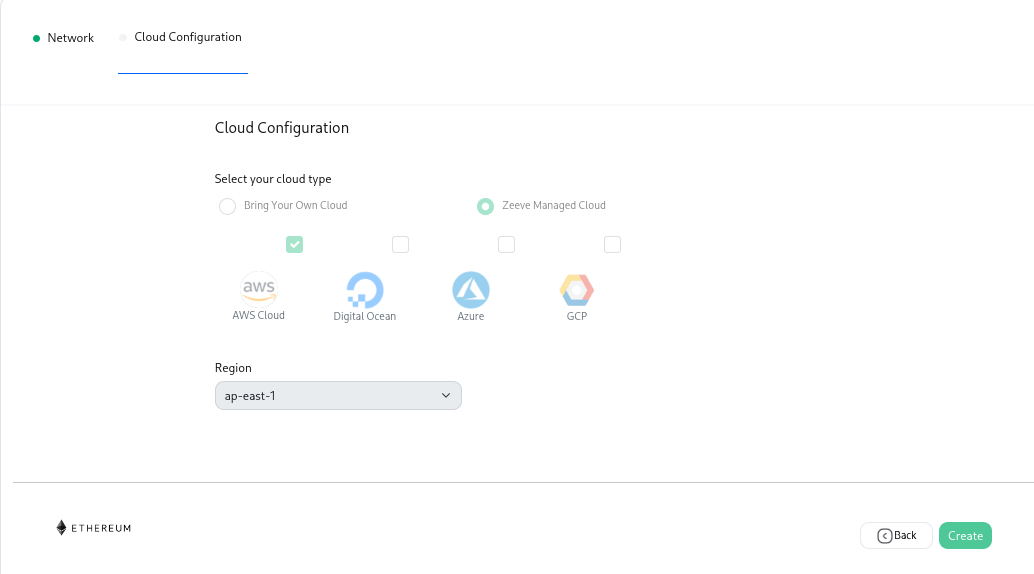 Network
Cloud Configuration
Cloud Configuration
Select your cloud type
Bring Your Own Cloud
Zeeve Managed Cloud
aws
AWS Cloud
Digital Ocean
Azure
GCP
Region
ap-east-1
ETHEREUM
Back
Create